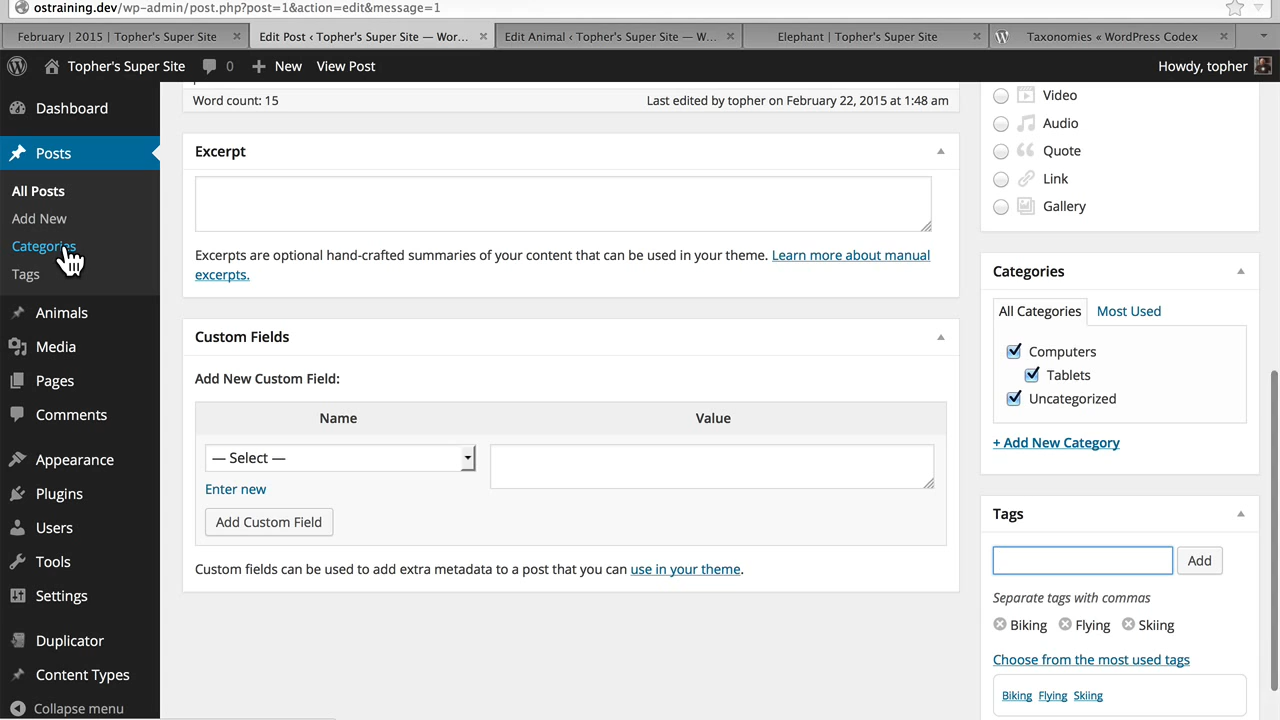 ostraining.dev/wp-admin/post.php?post=1&action=edit&message=1
February | 2015 | Topher's Super Site
Edit Post ‹ Topher's Super Site — Wor...
Edit Animal ‹ Topher's Super Site — W...
Elephant | Topher's Super Site
Taxonomies « WordPress Codex
Topher's Super Site
0
New
View Post
Howdy, topher
Dashboard
Posts
All Posts
Add New
Categories
Tags
Animals
Media
Pages
Comments
Appearance
Plugins
Users
Tools
Settings
Duplicator
Content Types
Collapse menu
Word count: 15
Last edited by topher on February 22, 2015 at 1:48 am
Excerpt
Excerpts are optional hand-crafted summaries of your content that can be used in your theme. Learn more about manual
excerpts.
Custom Fields
Add New Custom Field:
Name
Value
— Select —
Enter new
Add Custom Field
Custom fields can be used to add extra metadata to a post that you can use in your theme.
Video
Audio
Quote
Link
Gallery
Categories
All Categories
Most Used
Computers
Tablets
Uncategorized
+ Add New Category
Tags
Add
Separate tags with commas
Biking
Flying
Skiing
Choose from the most used tags
Biking Flying Skiing